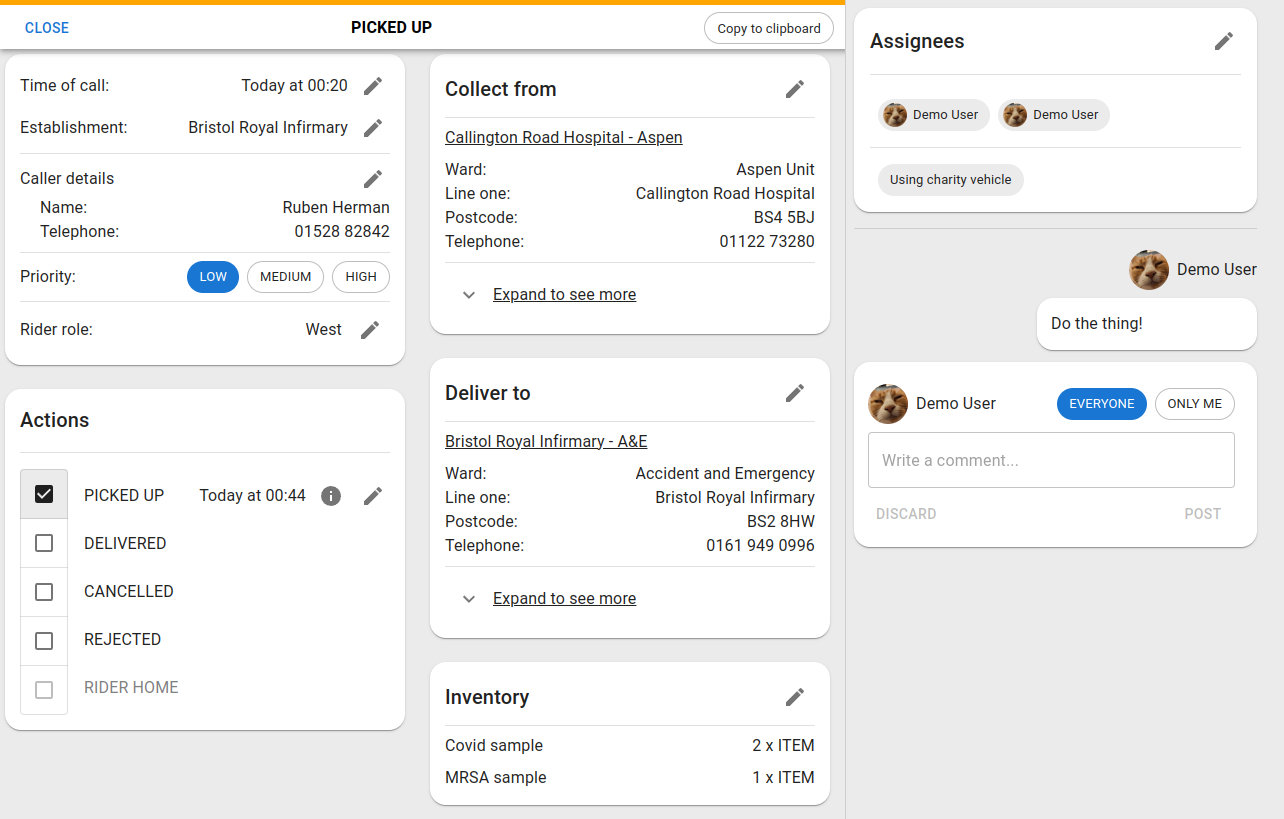 CLOSE
PICKED UP
Copy to clipboard
Time of call: Today at 00:20
Establishment: Bristol Royal Infirmary
Caller details
Name: Ruben Herman
Telephone: 01528 82842
Priority: LOW MEDIUM HIGH
Rider role: West
Actions
PICKED UP Today at 00:44
DELIVERED
CANCELLED
REJECTED
RIDER HOME
Collect from
Callington Road Hospital - Aspen
Ward: Aspen Unit
Line one: Callington Road Hospital
Postcode: BS4 5BJ
Telephone: 01122 73280
Expand to see more
Deliver to
Bristol Royal Infirmary - A&E
Ward: Accident and Emergency
Line one: Bristol Royal Infirmary
Postcode: BS2 8HW
Telephone: 0161 949 0996
Expand to see more
Inventory
Covid sample 2 x ITEM
MRSA sample 1 x ITEM
Assignees
Demo User Demo User
Using charity vehicle
Demo User
Do the thing!
Demo User EVERYONE ONLY ME
Write a comment...
DISCARD POST